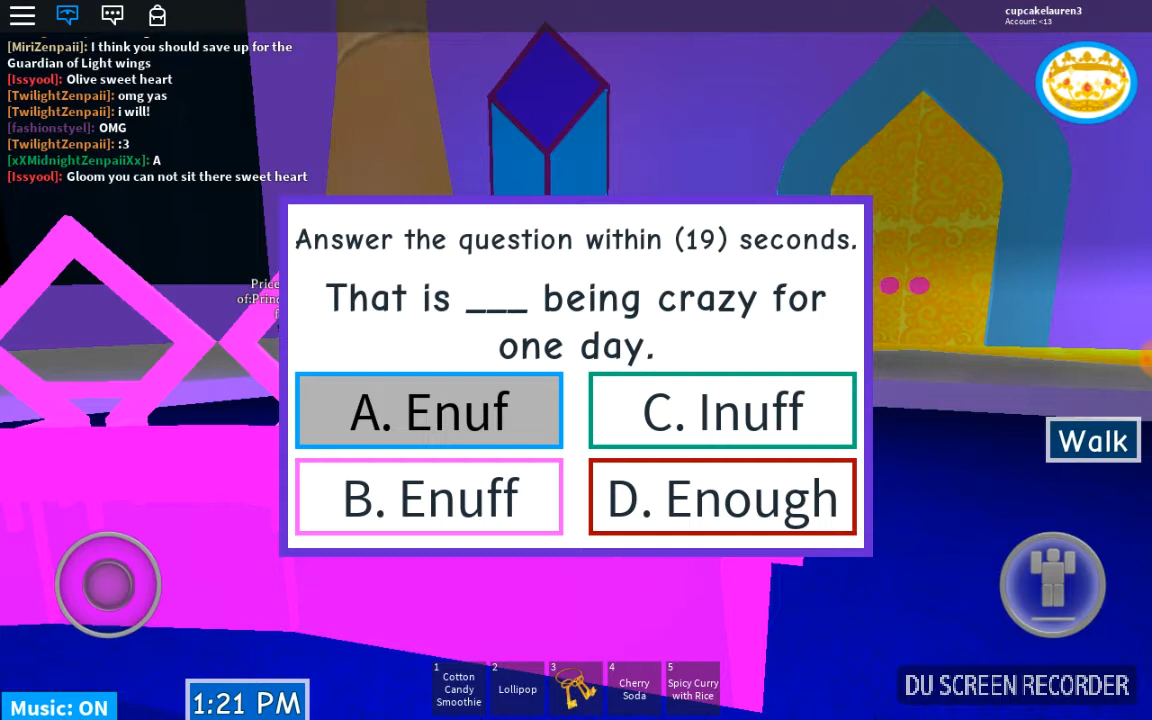 cupcakelauren3
Account: <13
[MiriZenpaii]: I think you should save up for the
Guardian of Light wings
[Issyool]: Olive sweet heart
[TwilightZenpaii]: omg yas
[TwilightZenpaii]: i will!
[fashionstyel]: OMG
[TwilightZenpaii]: :3
[xXMidnightZenpaiiXx]: A
[Issyool]: Gloom you can not sit there sweet heart
Answer the question within (19) seconds.
That is ___ being crazy for
one day.
A. Enuf
C. Inuff
B. Enuff
D. Enough
Price
of:Prin
Walk
1
Cotton
Candy
Smoothie
2
Lollipop
3
4
Cherry
Soda
5
Spicy Curry
with Rice
Music: ON
1:21 PM
DU SCREEN RECORDER